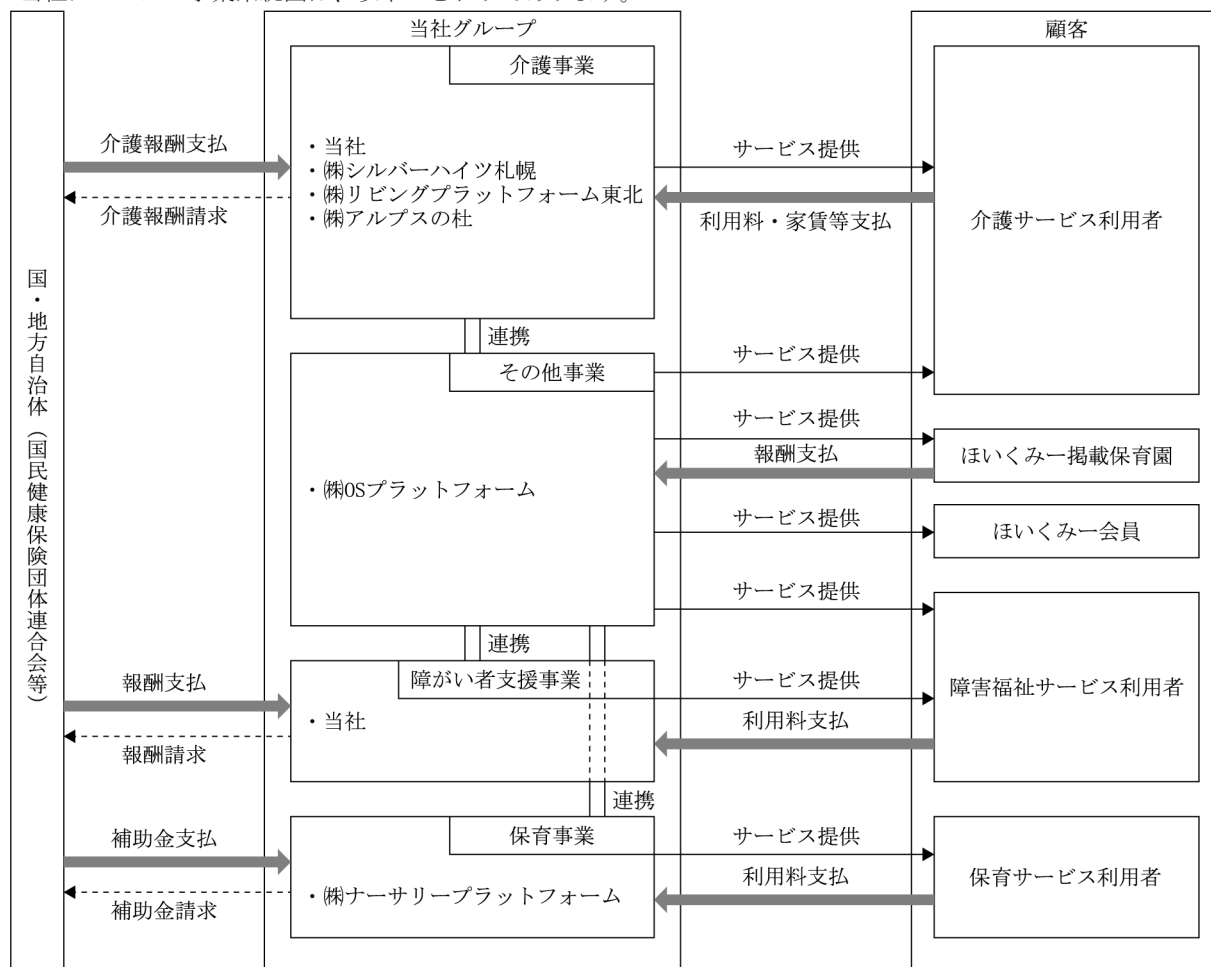 当社グループ
顧客
国・地方自治体（国民健康保険団体連合会等）
介護事業
・当社
・㈱シルバーハイツ札幌
・㈱リビングプラットフォーム東北
・㈱アルプスの杜
介護報酬支払
介護報酬請求
サービス提供
利用料・家賃等支払
介護サービス利用者
連携
その他事業
・㈱OSプラットフォーム
サービス提供
サービス提供
報酬支払
ほいくみー掲載保育園
サービス提供
ほいくみー会員
サービス提供
連携
障がい者支援事業
・当社
報酬支払
報酬請求
サービス提供
利用料支払
障害福祉サービス利用者
連携
保育事業
・㈱ナーサリープラットフォーム
補助金支払
補助金請求
サービス提供
利用料支払
保育サービス利用者